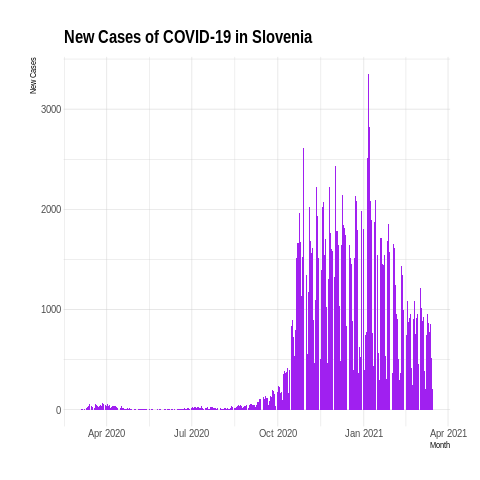 New Cases of COVID-19 in Slovenia
New Cases
3000
2000
1000
0
Apr 2020
Jul 2020
Oct 2020
Jan 2021
Apr 2021
Month